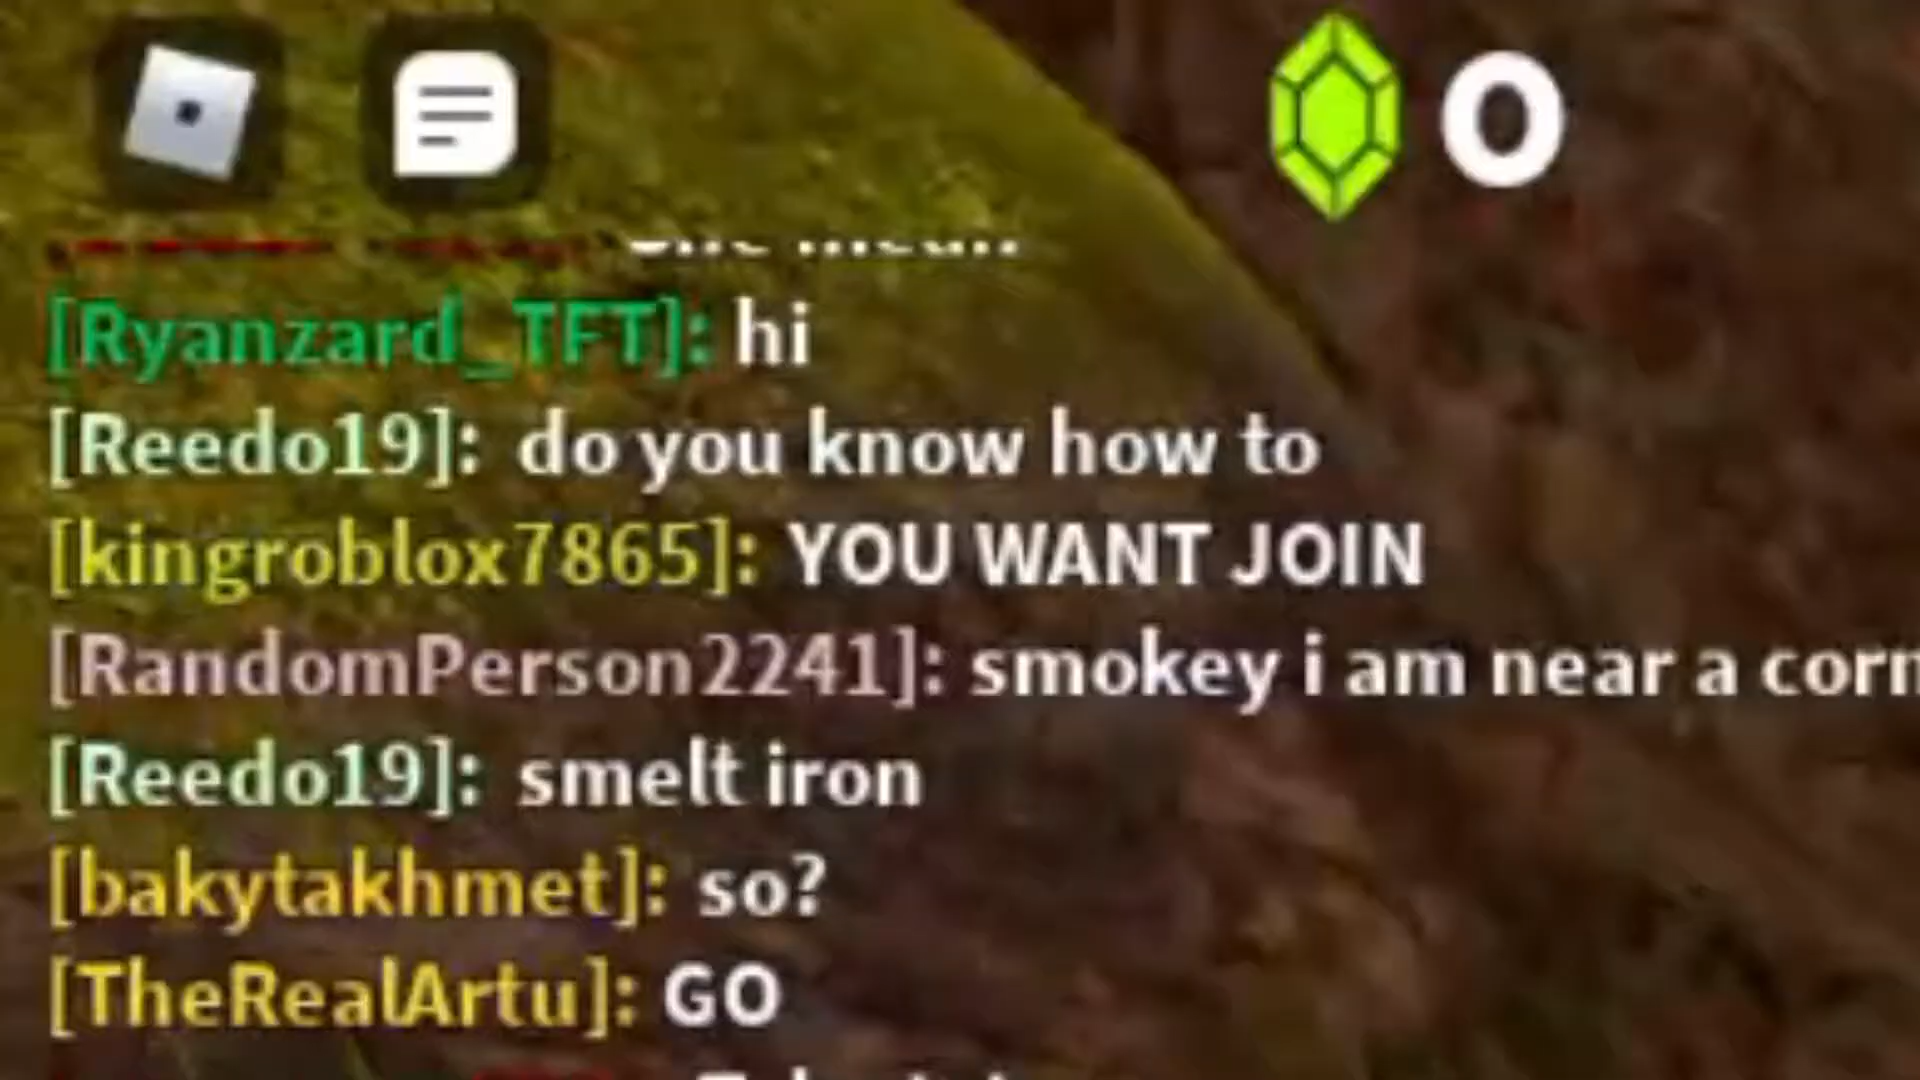 0
[Ryanzard_TFT]: hi
[Reedo19]: do you know how to
[kingroblox7865]: YOU WANT JOIN
[RandomPerson2241]: smokey i am near a corn
[Reedo19]: smelt iron
[bakytakhmet]: so?
[TheRealArtu]: GO